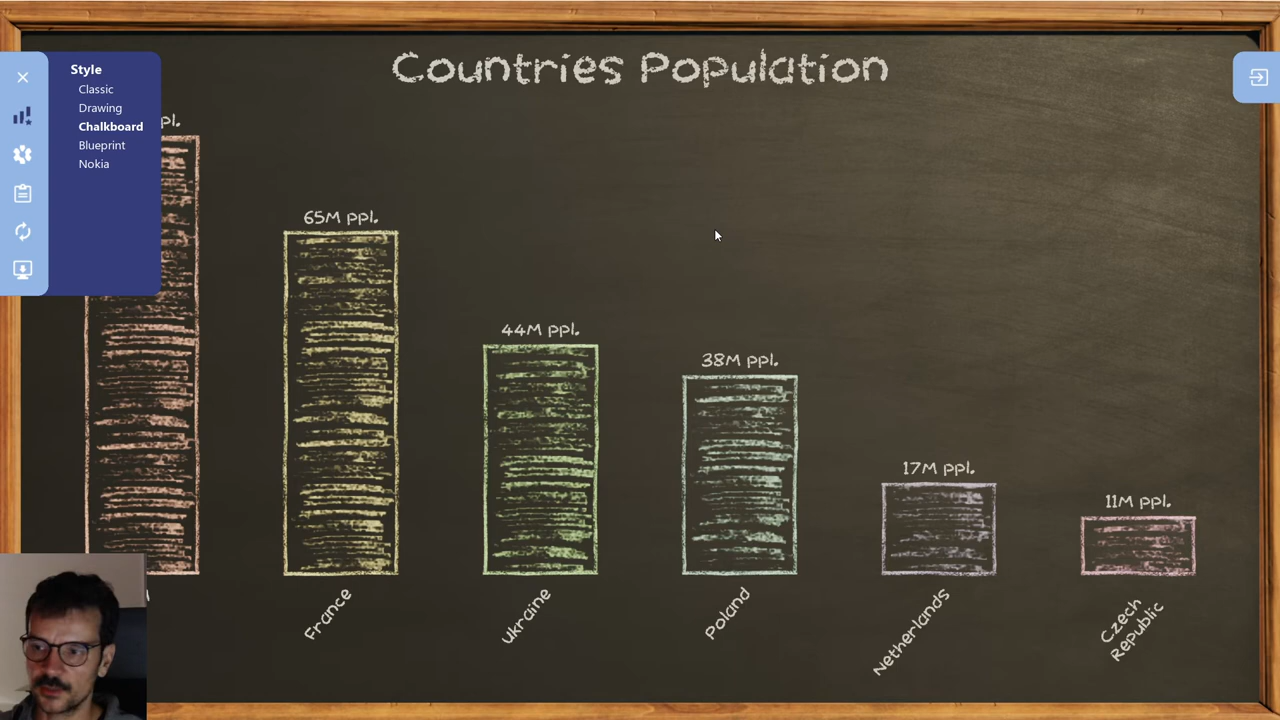 Countries Population
Style
Classic
Drawing
Chalkboard
Blueprint
Nokia
pl.
65M ppl.
44M ppl.
38M ppl.
17M ppl.
11M ppl.
France
Ukraine
Poland
Netherlands
Czech
Republic